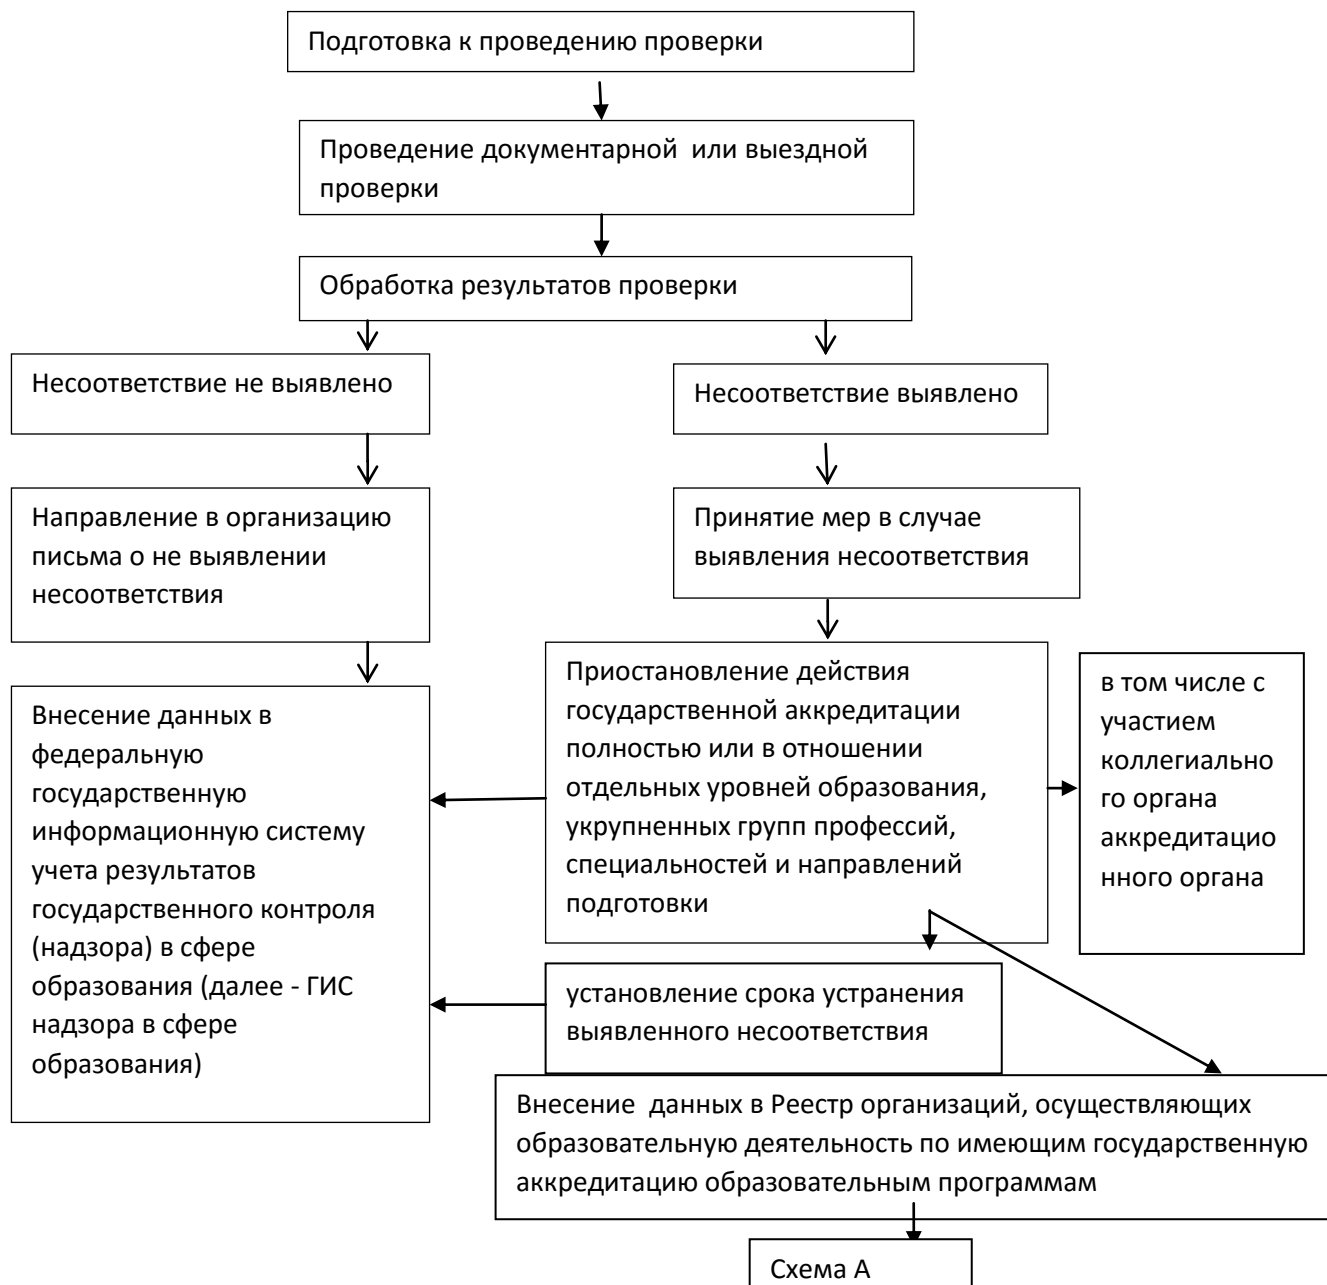 Подготовка к проведению проверки
Проведение документарной или выездной
проверки
Обработка результатов проверки
Несоответствие не выявлено
Несоответствие выявлено
Направление в организацию
письма о не выявлении
несоответствия
Принятие мер в случае
выявления несоответствия
Внесение данных в
федеральную
государственную
информационную систему
учета результатов
государственного контроля
(надзора) в сфере
образования (далее - ГИС
надзора в сфере
образования)
Приостановление действия
государственной аккредитации
полностью или в отношении
отдельных уровней образования,
укрупненных групп профессий,
специальностей и направлений
подготовки
в том числе с
участием
коллегиально
го органа
аккредитацио
нного органа
установление срока устранения
выявленного несоответствия
Внесение данных в Реестр организаций, осуществляющих
образовательную деятельность по имеющим государственную
аккредитацию образовательным программам
Схема А